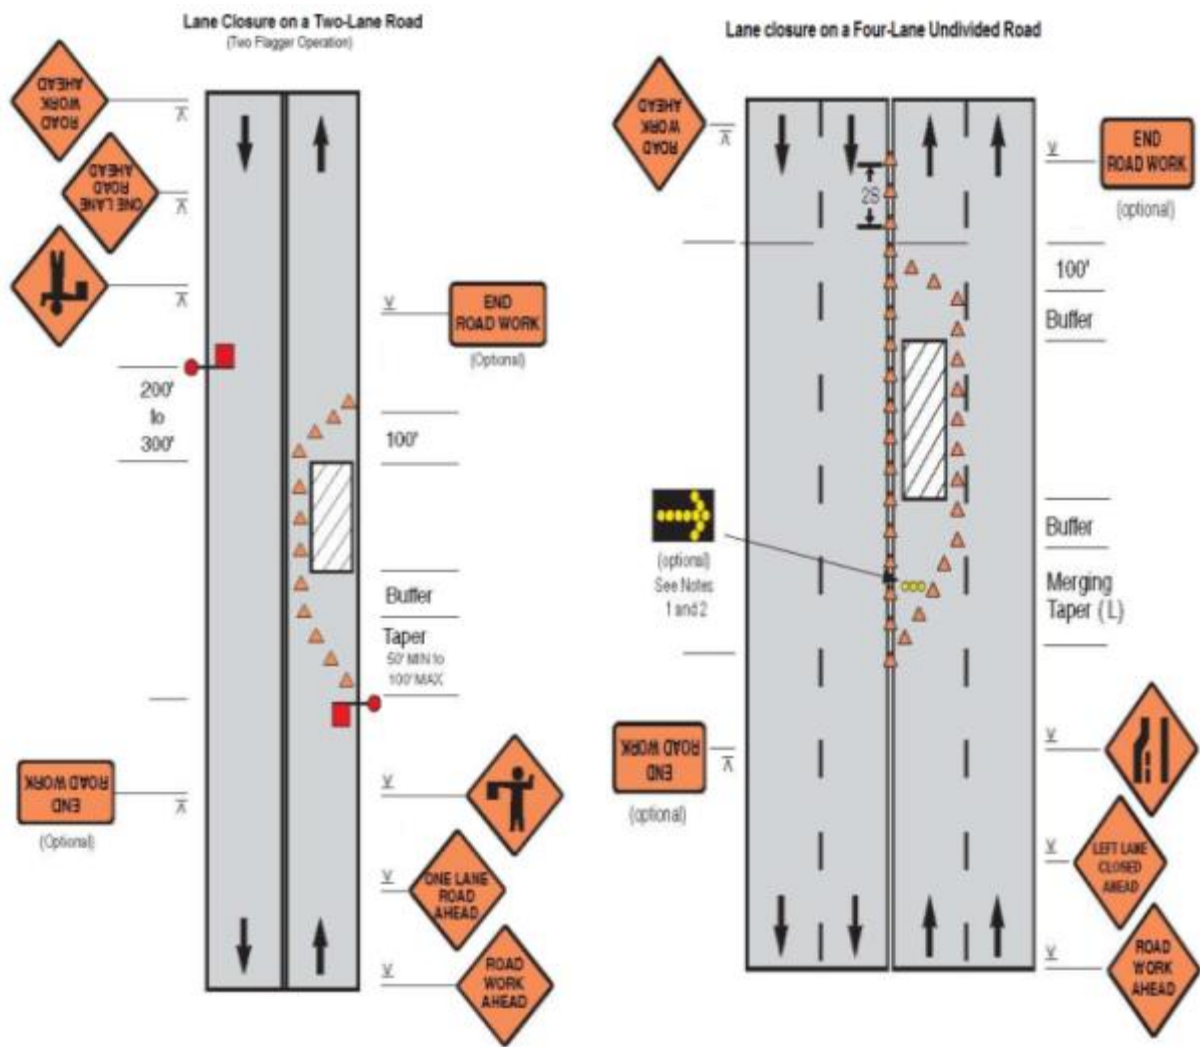 Lane Closure on a Two-Lane Road
(Two Flagger Operation)
ROAD
WORK
AHEAD
ONE LANE
ROAD
AHEAD
200'
to
300'
END
ROAD WORK
(Optional)
100'
Buffer
Taper
50' MIN to
100' MAX
END
ROAD WORK
(Optional)
ONE LANE
ROAD
AHEAD
ROAD
WORK
AHEAD
Lane closure on a Four-Lane Undivided Road
ROAD
WORK
AHEAD
2S
END
ROAD WORK
(optional)
100'
Buffer
(optional)
See Notes
1 and 2
Buffer
Merging
Taper (L)
END
ROAD WORK
(optional)
LEFT LANE
CLOSED
AHEAD
ROAD
WORK
AHEAD